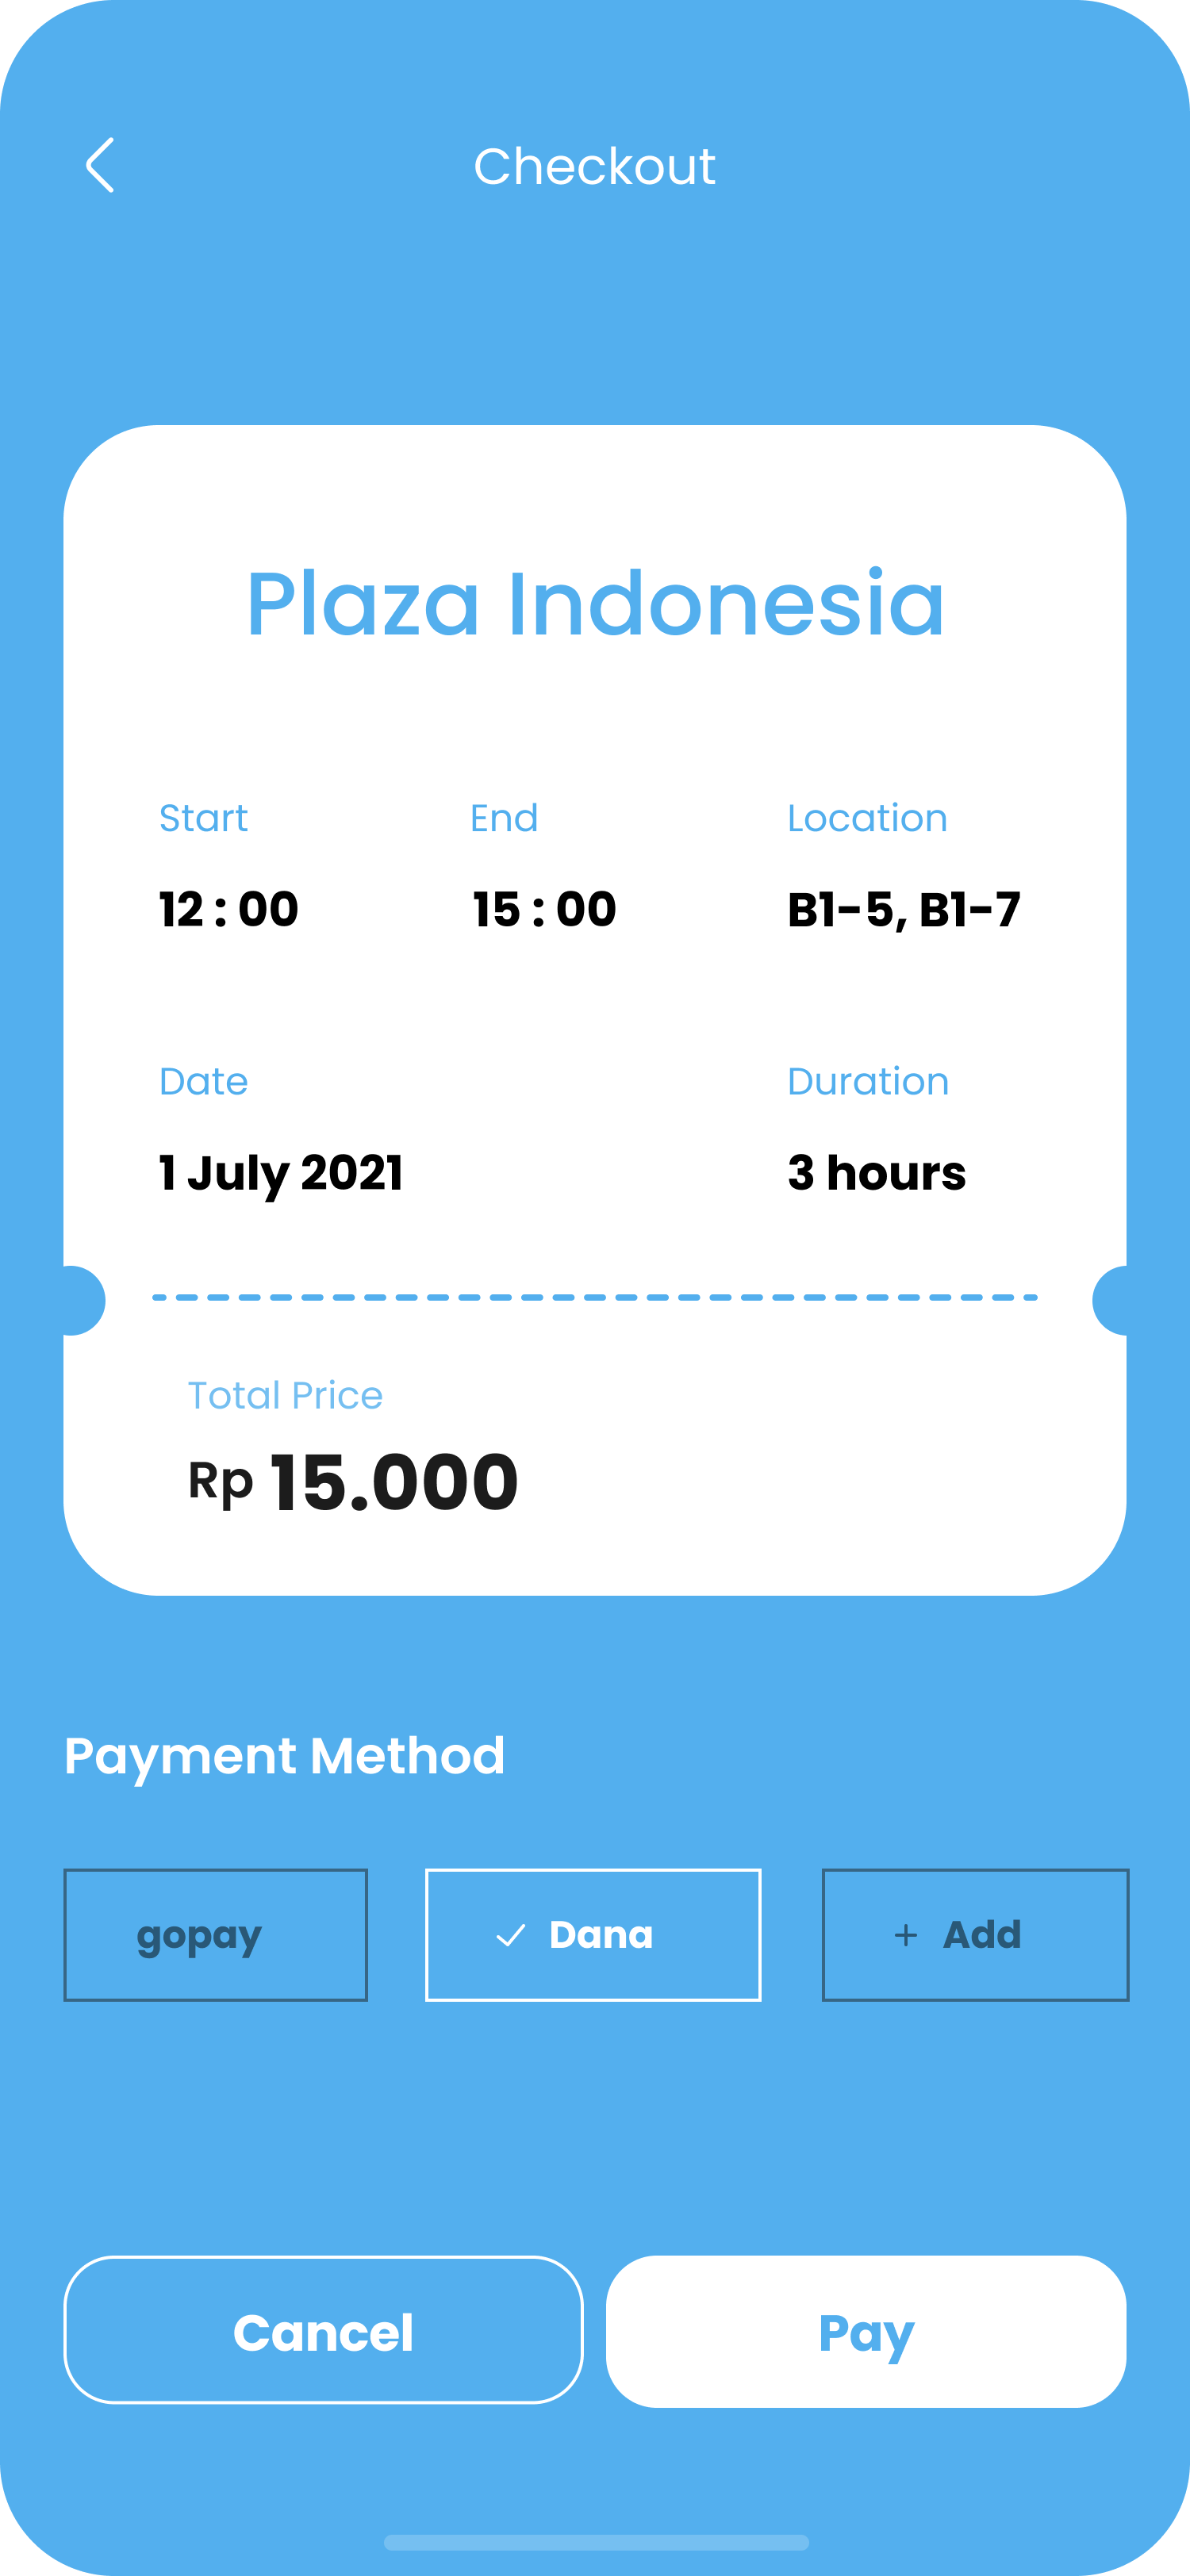 Checkout
Plaza Indonesia
Start End Location
12 : 00 15 : 00 B1-5, B1-7
Date Duration
1 July 2021 3 hours
Total Price
Rp 15.000
Payment Method
gopay Dana Add
Cancel Pay